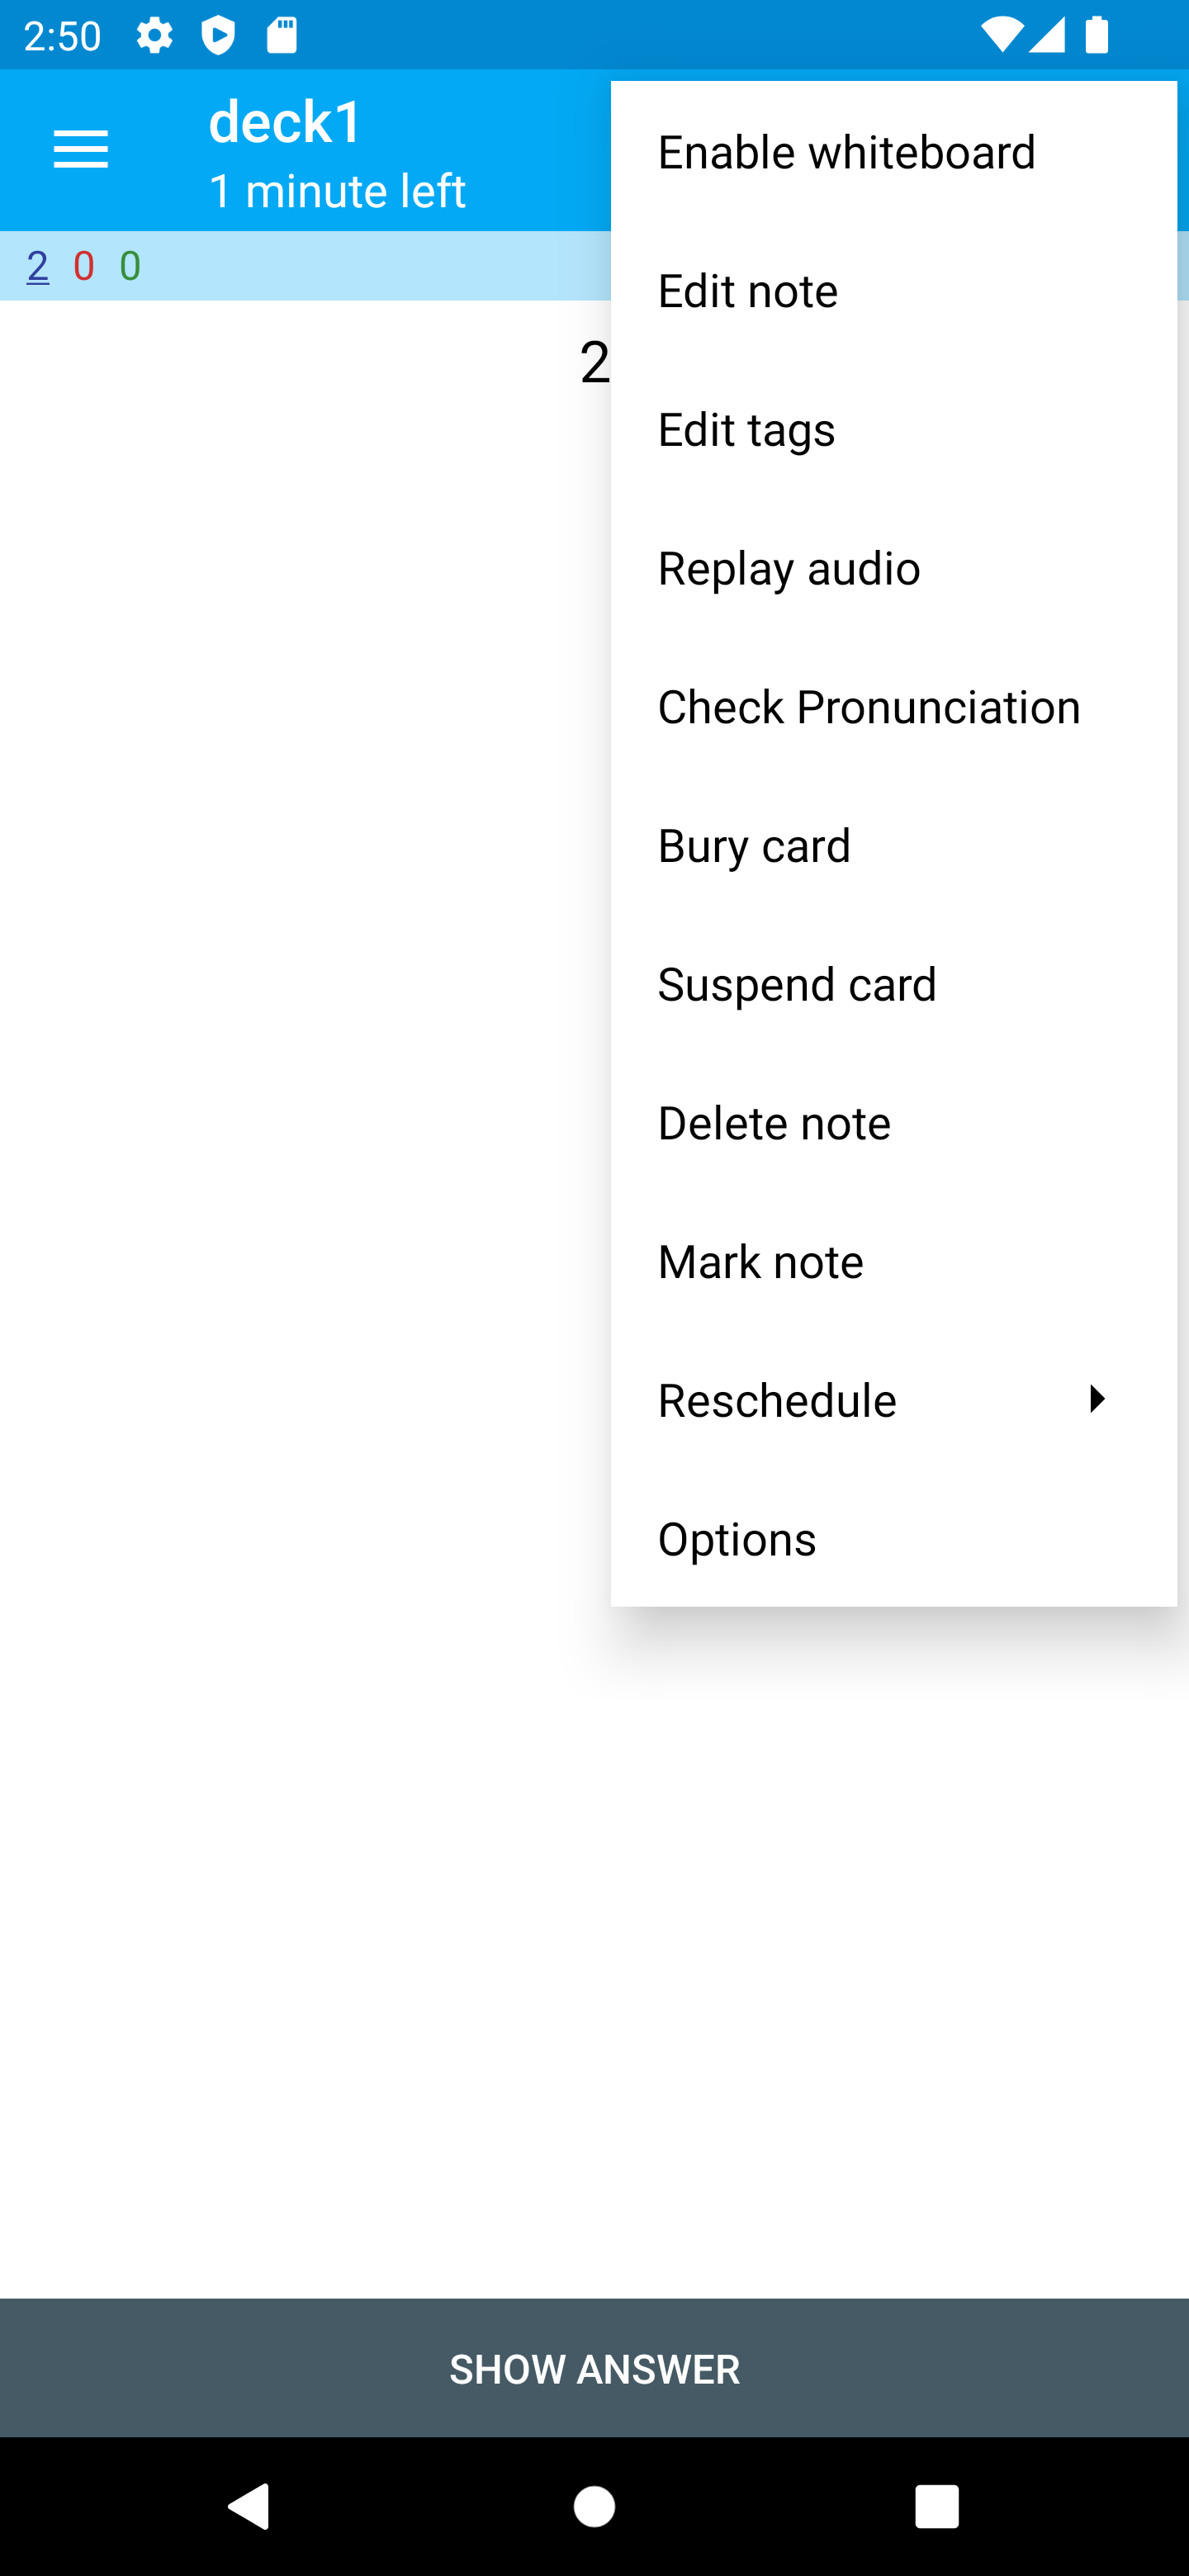 2:50
deck1
1 minute left
2 0 0
2
Enable whiteboard
Edit note
Edit tags
Replay audio
Check Pronunciation
Bury card
Suspend card
Delete note
Mark note
Reschedule
Options
SHOW ANSWER